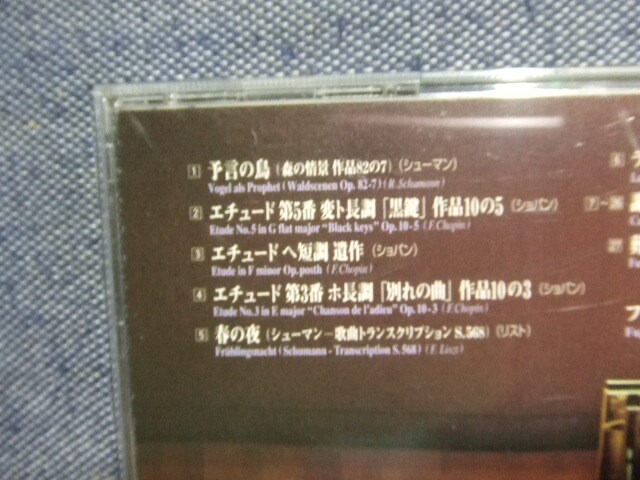 1 予言の鳥 (森の情景 作品82の7) (シューマン)
Vogel als Prophet (Waldscenen Op. 82-7) (R.Schumann)
2 エチュード 第5番 変ト長調「黒鍵」作品10の5 (ショパン)
Etude No.5 in G flat major "Black keys" Op.10-5 (F.Chopin)
3 エチュード ヘ短調 遺作 (ショパン)
Etude in F minor Op.posth (F.Chopin)
4 エチュード 第3番 ホ長調「別れの曲」作品10の3 (ショパン)
Etude No.3 in E major "Chanson de l'adieu" Op.10-3 (F.Chopin)
5 春の夜 (シューマン－歌曲トランスクリプション S.568) (リスト)
Frühlingsnacht (Schumann - Transcription S.568) (F. Liszt)
6
7-26
27